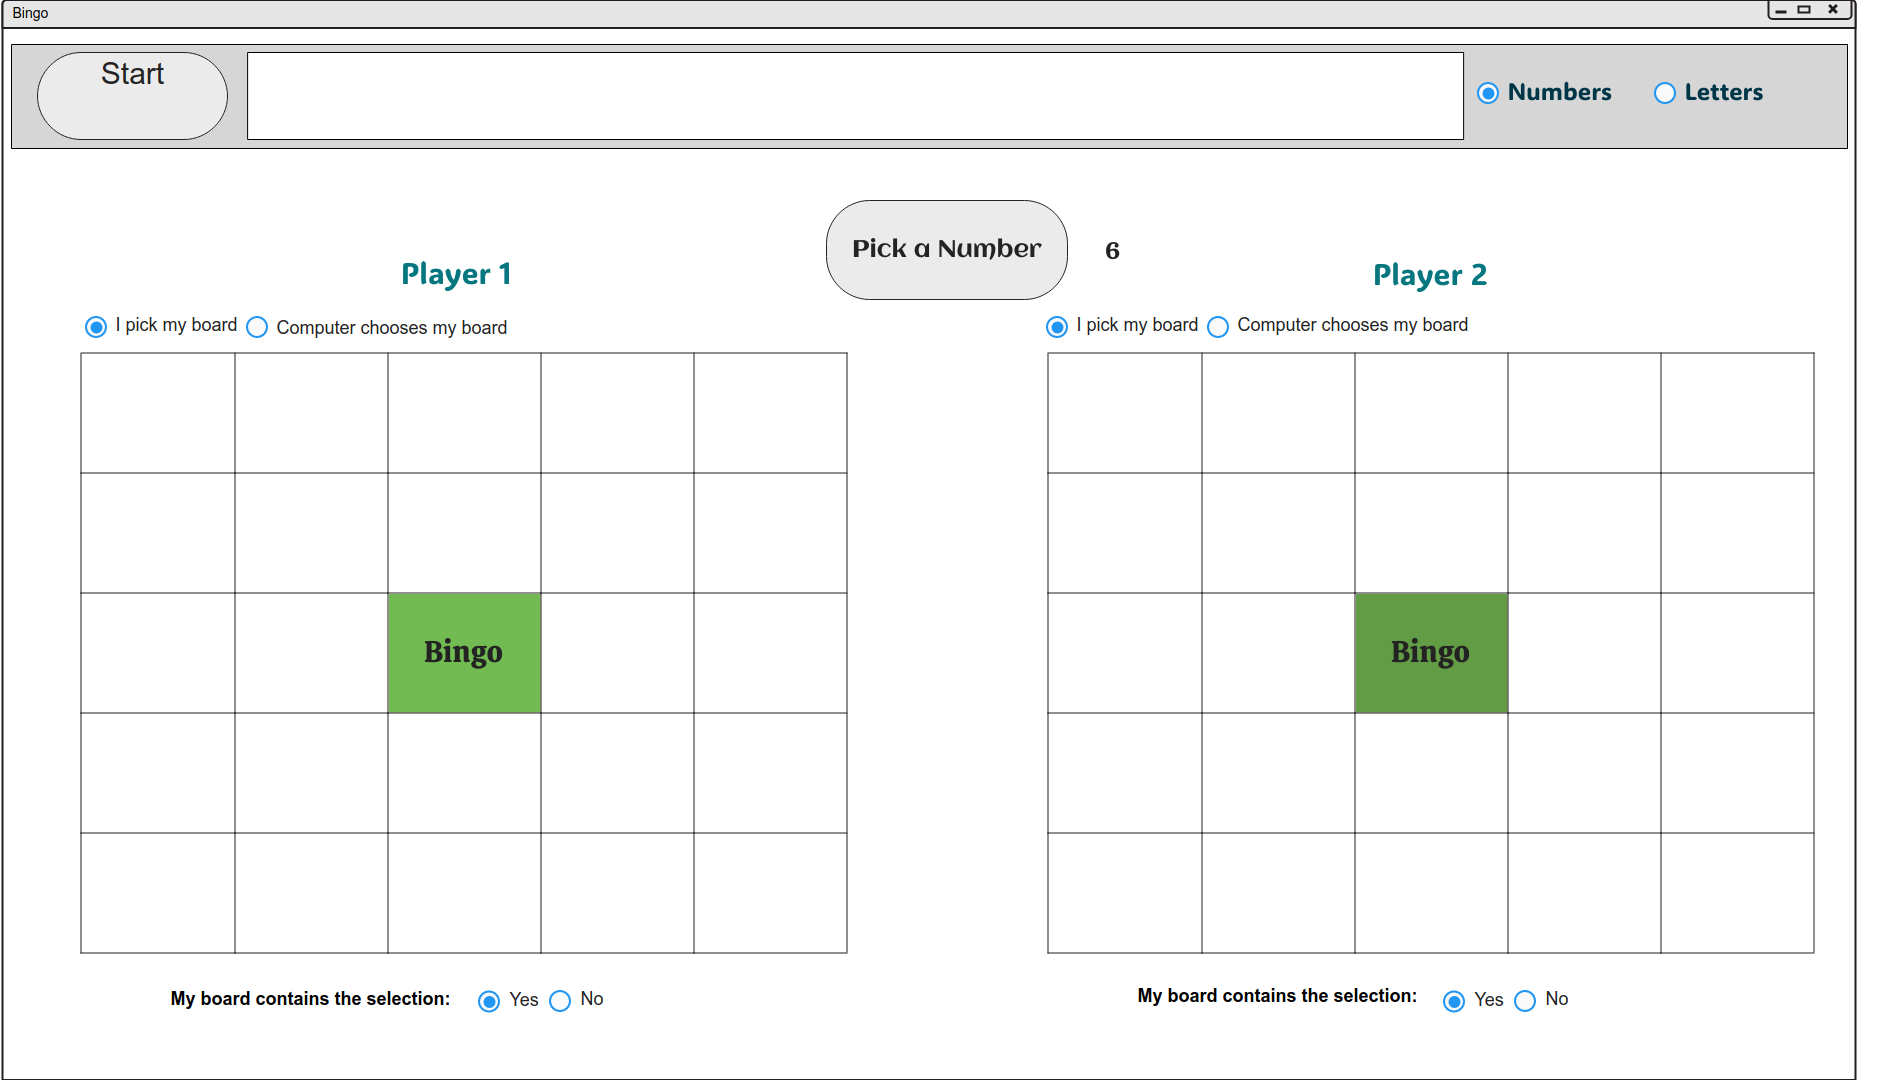 Bingo
Start
Numbers Letters
Pick a Number 6
Player 1 Player 2
I pick my board Computer chooses my board I pick my board Computer chooses my board
Bingo Bingo
My board contains the selection: Yes No My board contains the selection: Yes No